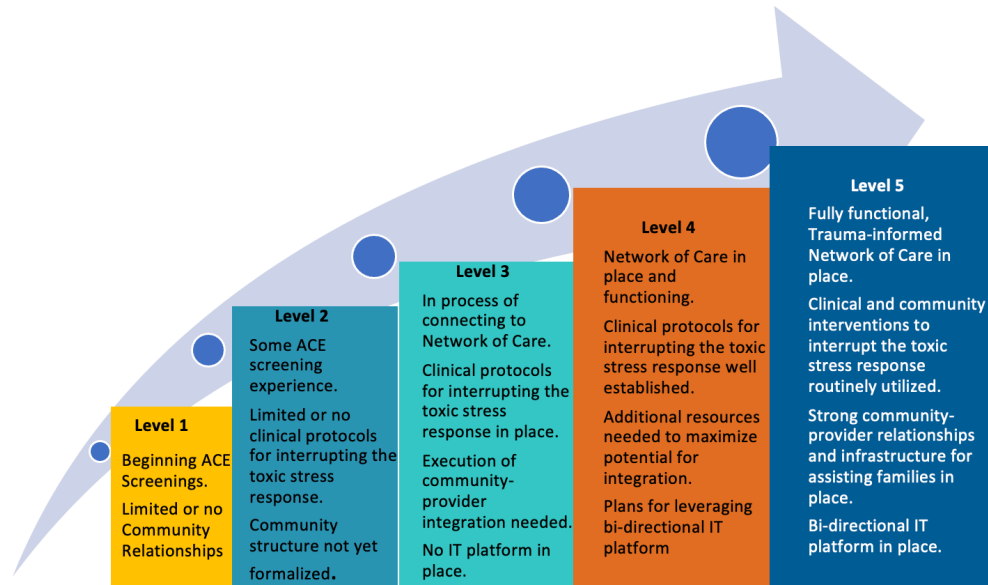 Level 1
Beginning ACE
Screenings.
Limited or no
Community
Relationships
Level 2
Some ACE
screening
experience.
Limited or no
clinical protocols
for interrupting the
toxic stress
response.
Community
structure not yet
formalized.
Level 3
In process of
connecting to
Network of Care.
Clinical protocols
for interrupting the
toxic stress
response in place.
Execution of
community-
provider
integration needed.
No IT platform in
place.
Level 4
Network of Care in
place and
functioning.
Clinical protocols for
interrupting the toxic
stress response well
established.
Additional resources
needed to maximize
potential for
integration.
Plans for leveraging
bi-directional IT
platform
Level 5
Fully functional,
Trauma-informed
Network of Care in
place.
Clinical and community
interventions to
interrupt the toxic
stress response
routinely utilized.
Strong community-
provider relationships
and infrastructure for
assisting families in
place.
Bi-directional IT
platform in place.